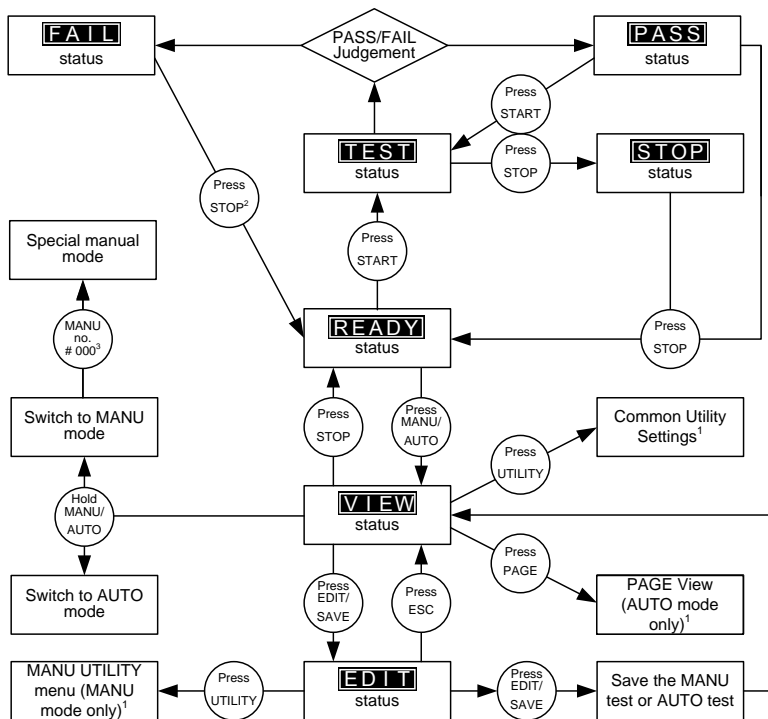 FAIL
status
PASS/FAIL
Judgement
PASS
status
Press
START
TEST
status
Press
STOP
STOP
status
Press
STOP²
Special manual
mode
Press
START
MANU
no.
# 000³
READY
status
Press
STOP
Switch to MANU
mode
Press
STOP
Press
MANU/
AUTO
Common Utility
Settings¹
Press
UTILITY
Hold
MANU/
AUTO
VIEW
status
Press
PAGE
Switch to AUTO
mode
Press
EDIT/
SAVE
Press
ESC
PAGE View
(AUTO mode
only)¹
MANU UTILITY
menu (MANU
mode only)¹
Press
UTILITY
EDIT
status
Press
EDIT/
SAVE
Save the MANU
test or AUTO test